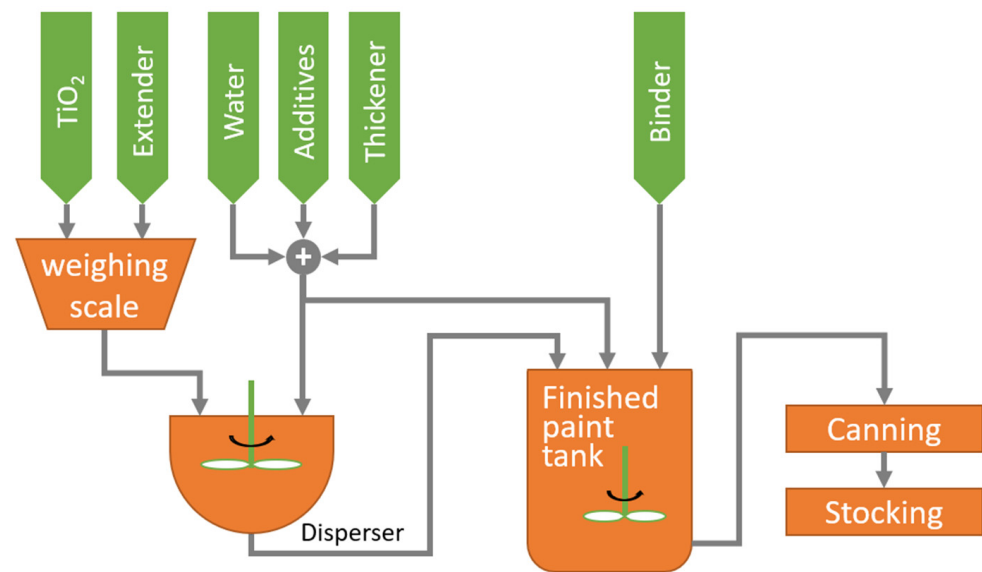 TiO₂
Extender
Water
Additives
Thickener
Binder
+
weighing
scale
Finished
paint
tank
Canning
Stocking
Disperser